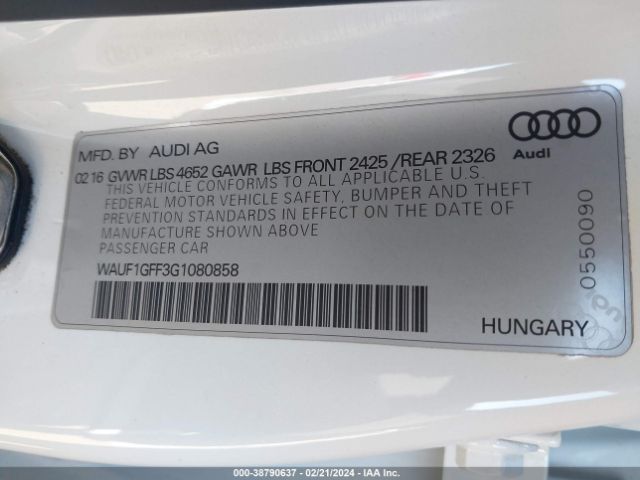 MFD. BY AUDI AG
02 16 GVWR LBS 4652 GAWR LBS FRONT 2425 /REAR 2326
THIS VEHICLE CONFORMS TO ALL APPLICABLE U.S.
FEDERAL MOTOR VEHICLE SAFETY, BUMPER AND THEFT
PREVENTION STANDARDS IN EFFECT ON THE DATE OF
MANUFACTURE SHOWN ABOVE
PASSENGER CAR
WAUF1GFF3G1080858
Audi
0550090
HUNGARY
000-38790637 - 02/21/2024 - IAA Inc.